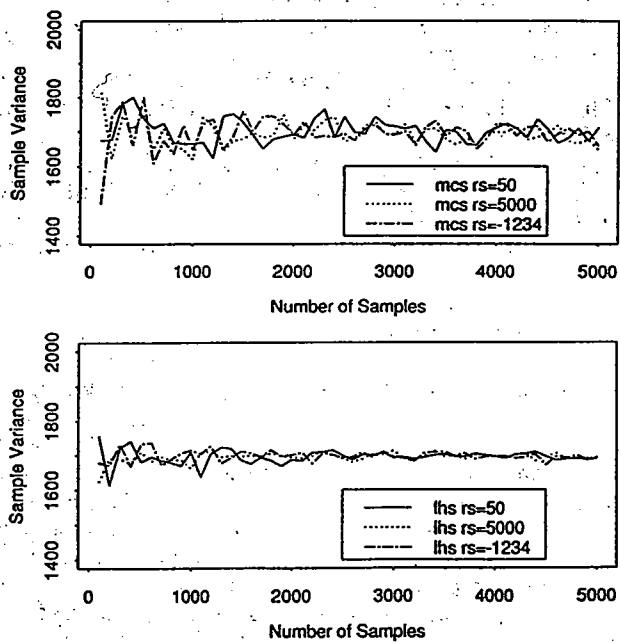 2000
1800
1600
1400
Sample Variance
mcs rs=50
mcs rs=5000
mcs rs=-1234
0 1000 2000 3000 4000 5000
Number of Samples
2000
1800
1600
1400
Sample Variance
lhs rs=50
lhs rs=5000
lhs rs=-1234
0 1000 2000 3000 4000 5000
Number of Samples